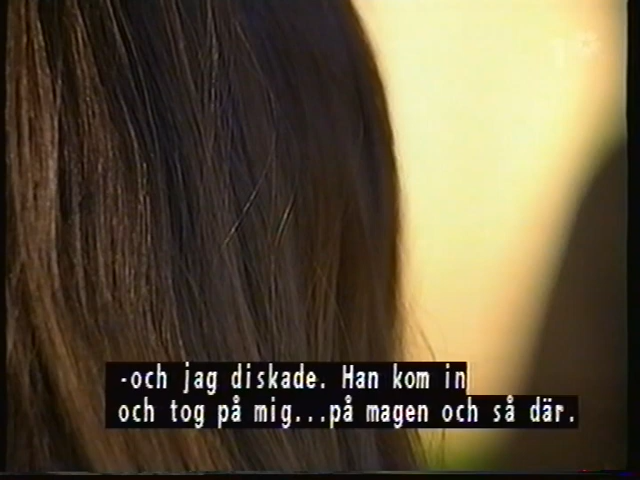 -och jag diskade. Han kom in
och tog på mig...på magen och så där.